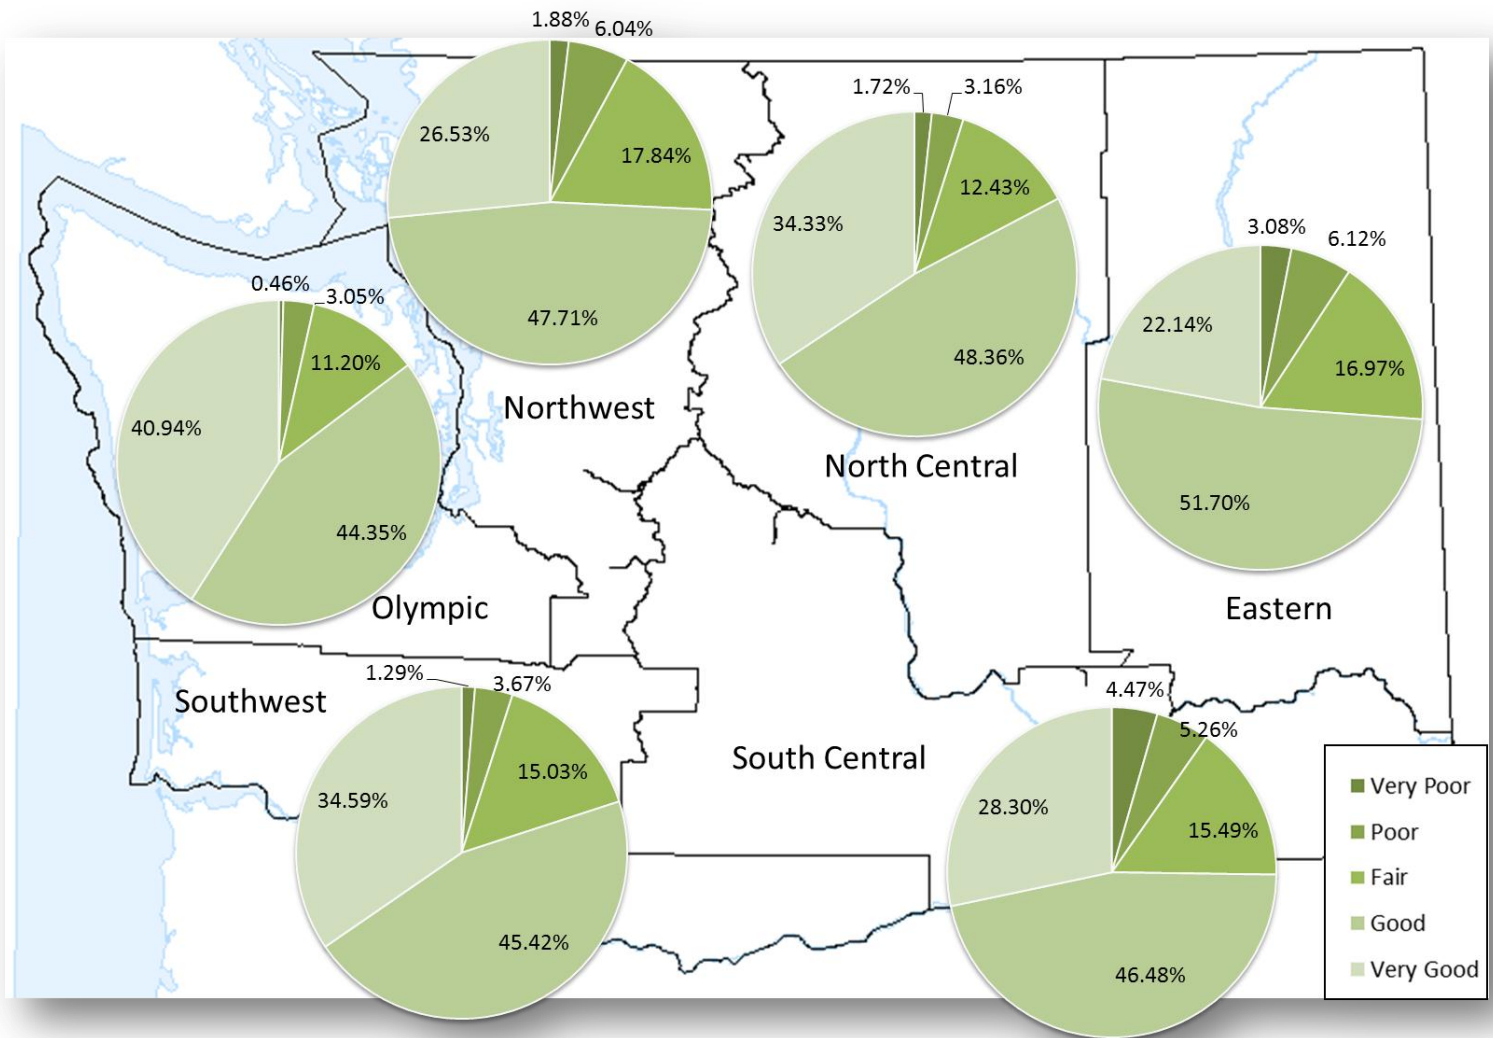 1.88%
6.04%
26.53%
17.84%
47.71%
Northwest
1.72%
3.16%
34.33%
12.43%
48.36%
North Central
3.08%
6.12%
22.14%
16.97%
51.70%
Eastern
0.46%
3.05%
11.20%
40.94%
44.35%
Olympic
Southwest
1.29%
3.67%
15.03%
34.59%
45.42%
South Central
4.47%
5.26%
28.30%
15.49%
46.48%
Very Poor
Poor
Fair
Good
Very Good